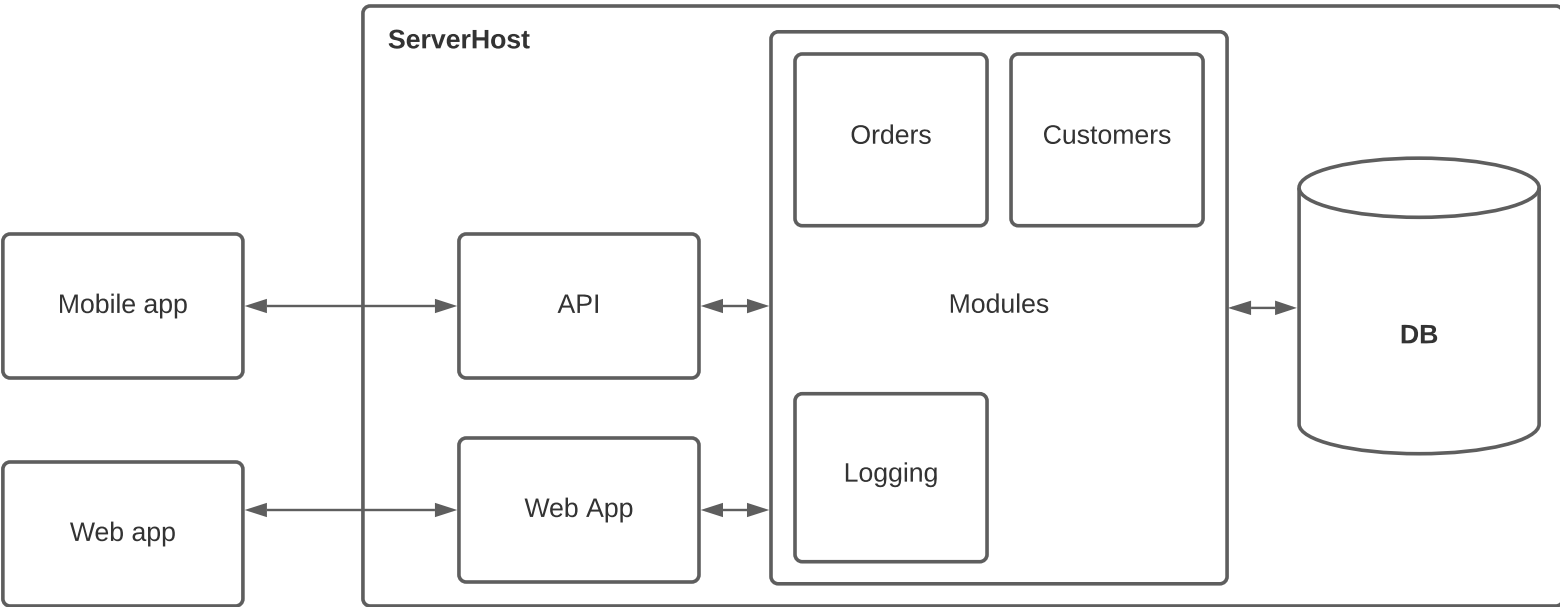 ServerHost
Orders
Customers
Mobile app
API
Modules
DB
Logging
Web app
Web App